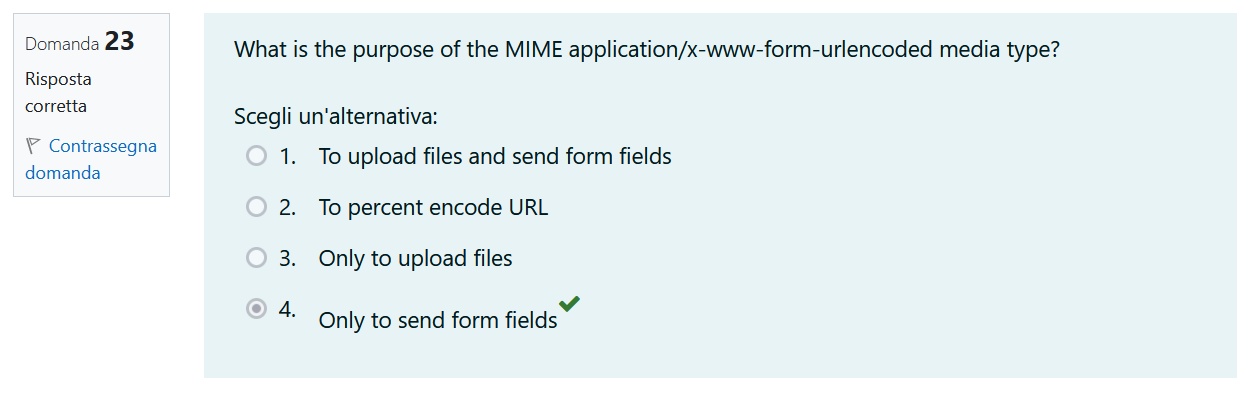 Domanda 23
Risposta
corretta
Contrassegna
domanda
What is the purpose of the MIME application/x-www-form-urlencoded media type?
Scegli un'alternativa:
1. To upload files and send form fields
2. To percent encode URL
3. Only to upload files
4. Only to send form fields